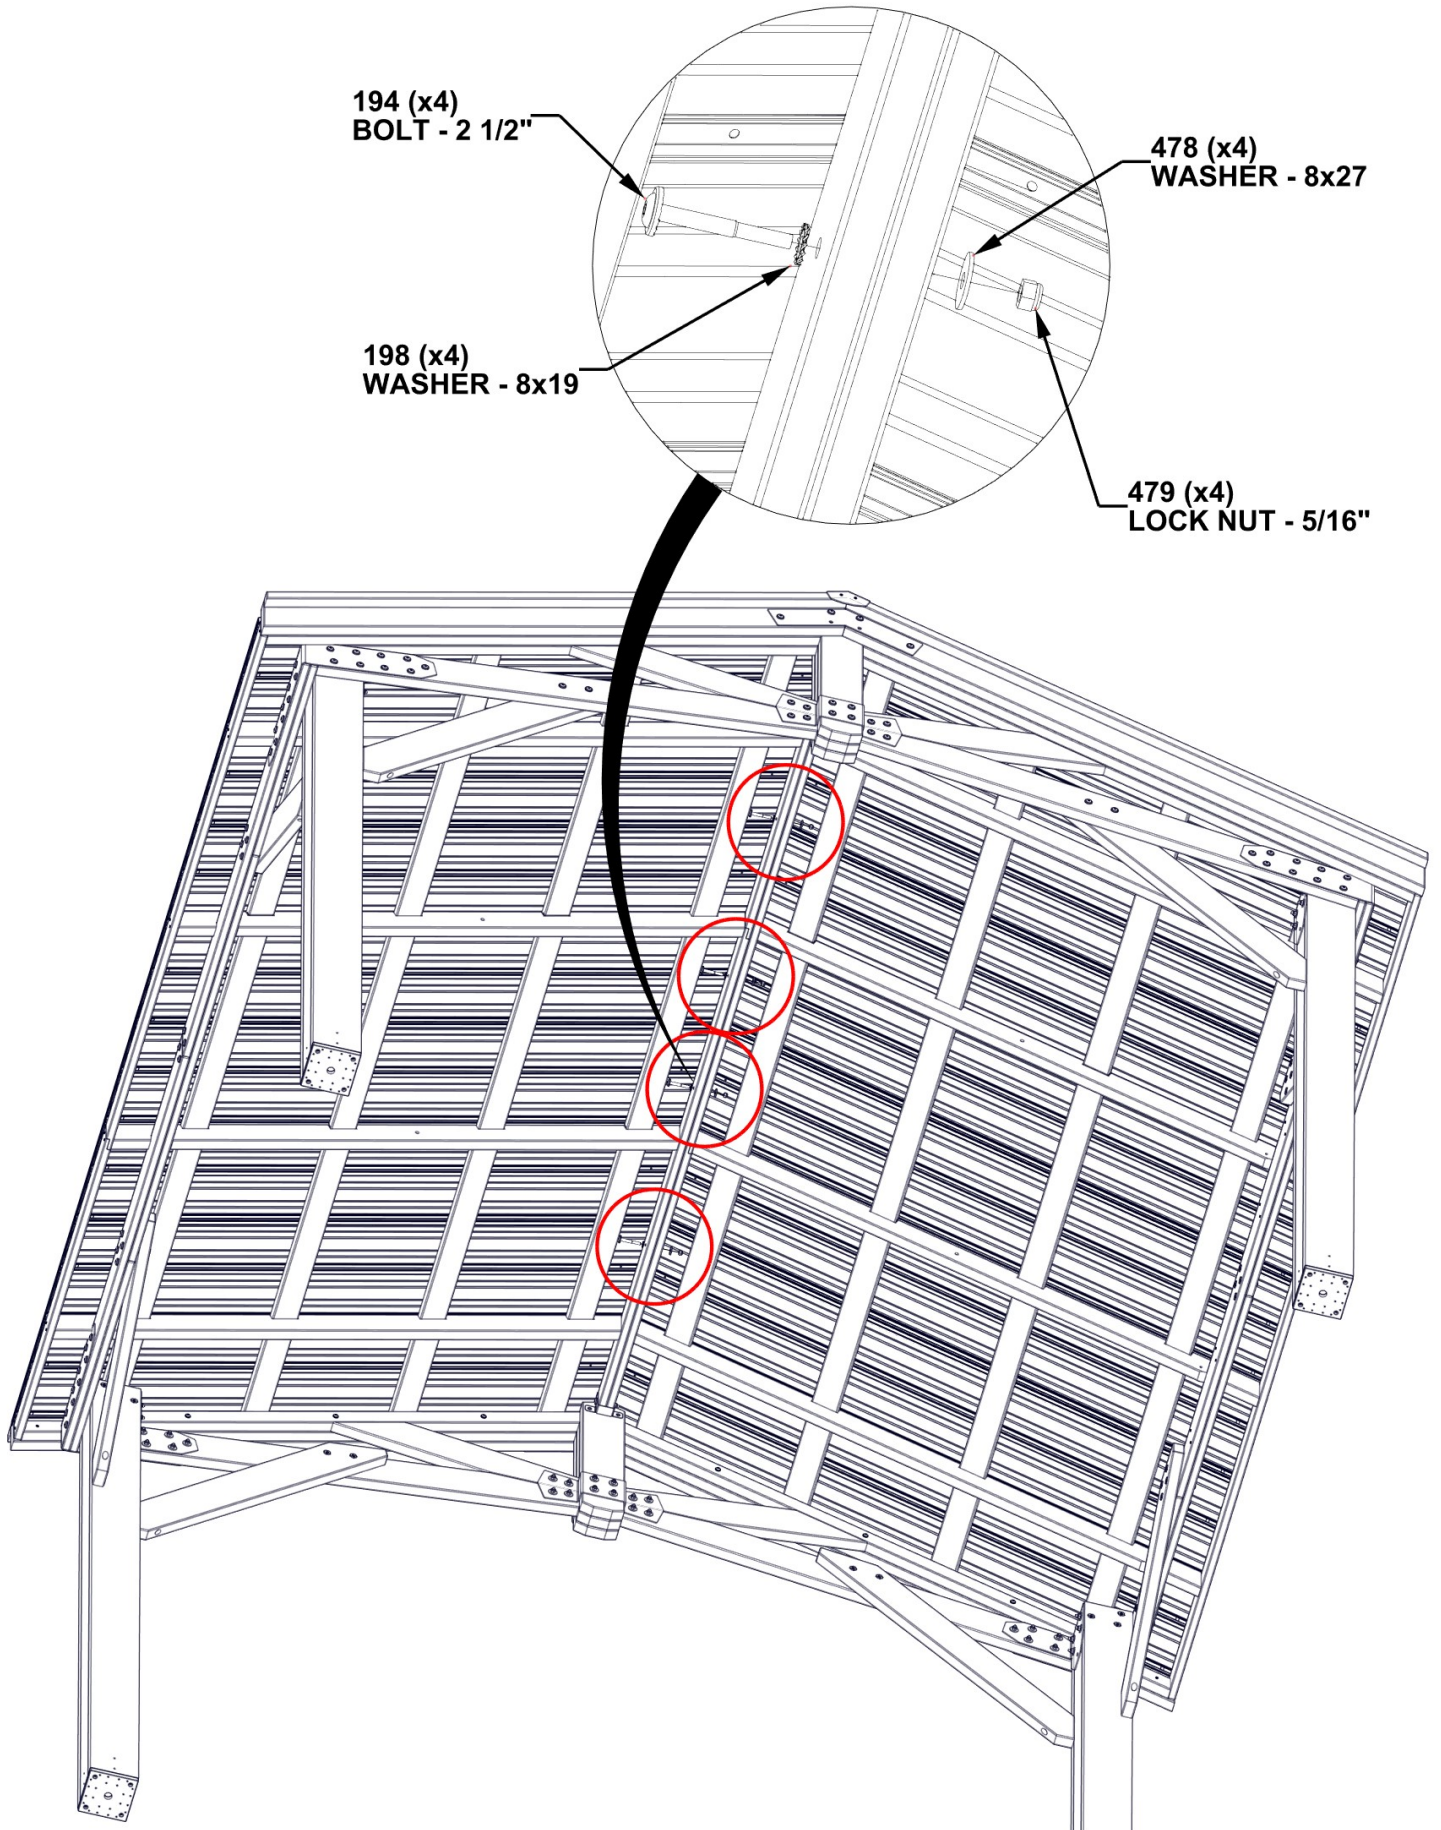 194 (x4)
BOLT - 2 1/2"
478 (x4)
WASHER - 8x27
198 (x4)
WASHER - 8x19
479 (x4)
LOCK NUT - 5/16"